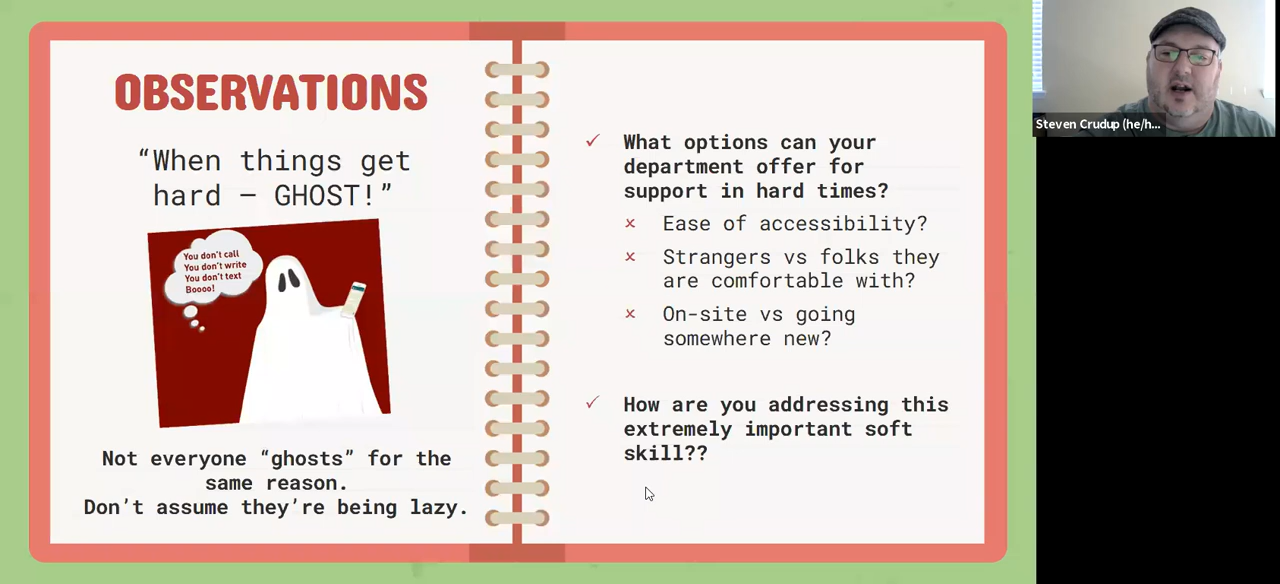 OBSERVATIONS
“When things get
hard – GHOST!”
You don't call
You don't write
You don't text
Boooo!
Not everyone “ghosts” for the
same reason.
Don’t assume they’re being lazy.
✓ What options can your
department offer for
support in hard times?
x Ease of accessibility?
x Strangers vs folks they
are comfortable with?
x On-site vs going
somewhere new?
✓ How are you addressing this
extremely important soft
skill??
Steven Crudup (he/h...